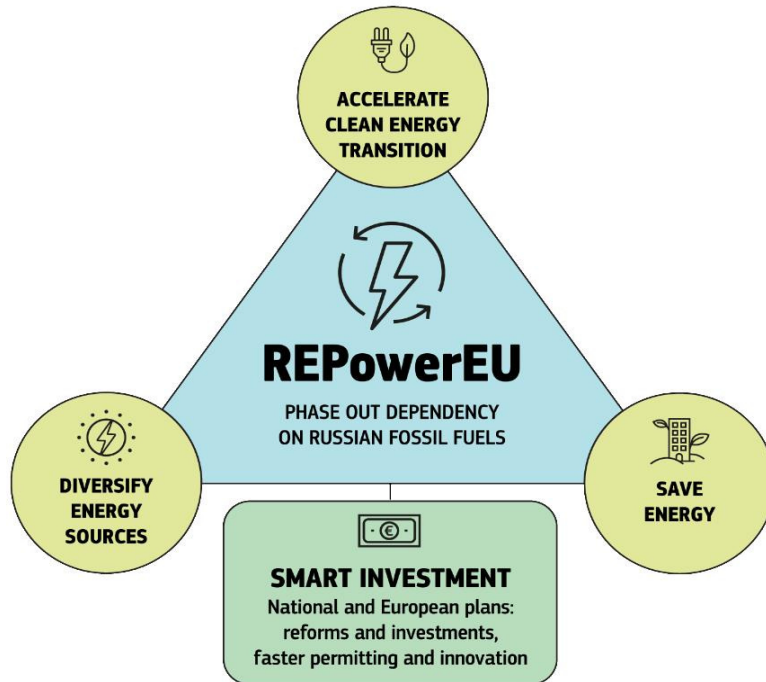 ACCELERATE
CLEAN ENERGY
TRANSITION
REPowerEU
PHASE OUT DEPENDENCY
ON RUSSIAN FOSSIL FUELS
DIVERSIFY
ENERGY
SOURCES
SAVE
ENERGY
€
SMART INVESTMENT
National and European plans:
reforms and investments,
faster permitting and innovation